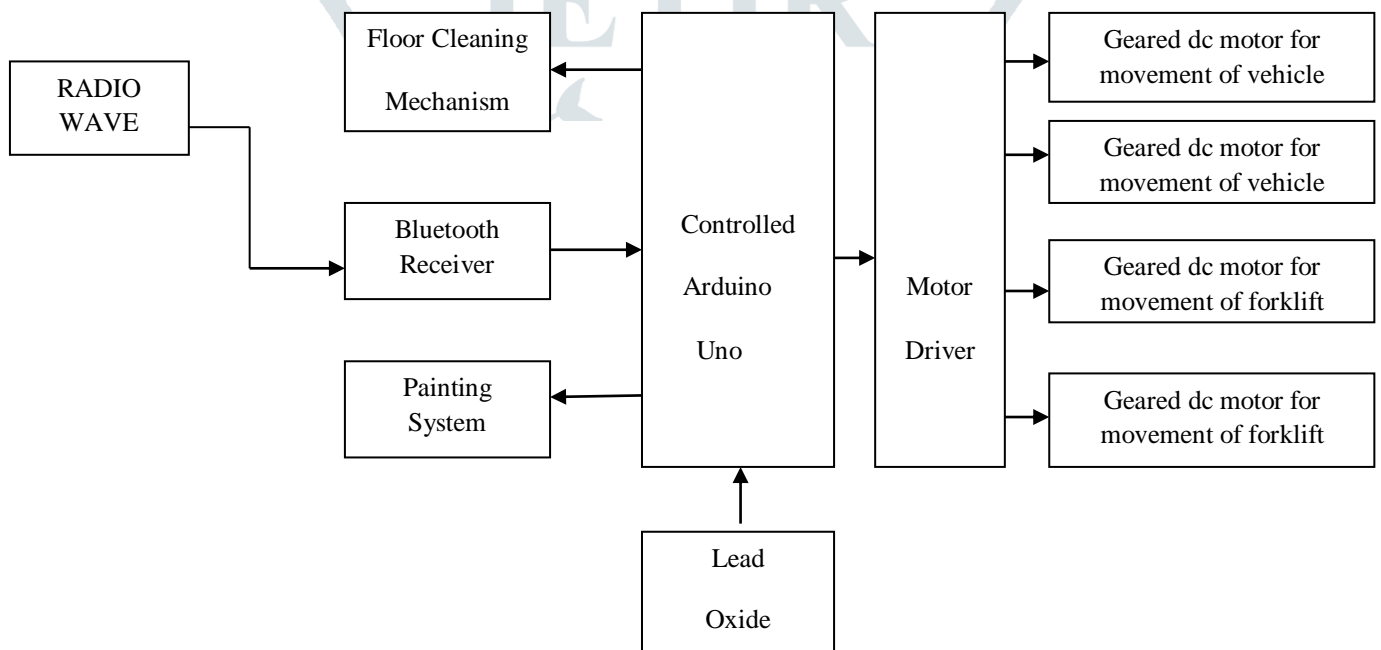 JETIR
Floor Cleaning
Mechanism
Geared dc motor for
movement of vehicle
RADIO
WAVE
Geared dc motor for
movement of vehicle
Bluetooth
Receiver
Controlled
Arduino
Uno
Motor
Driver
Geared dc motor for
movement of forklift
Painting
System
Geared dc motor for
movement of forklift
Lead
Oxide